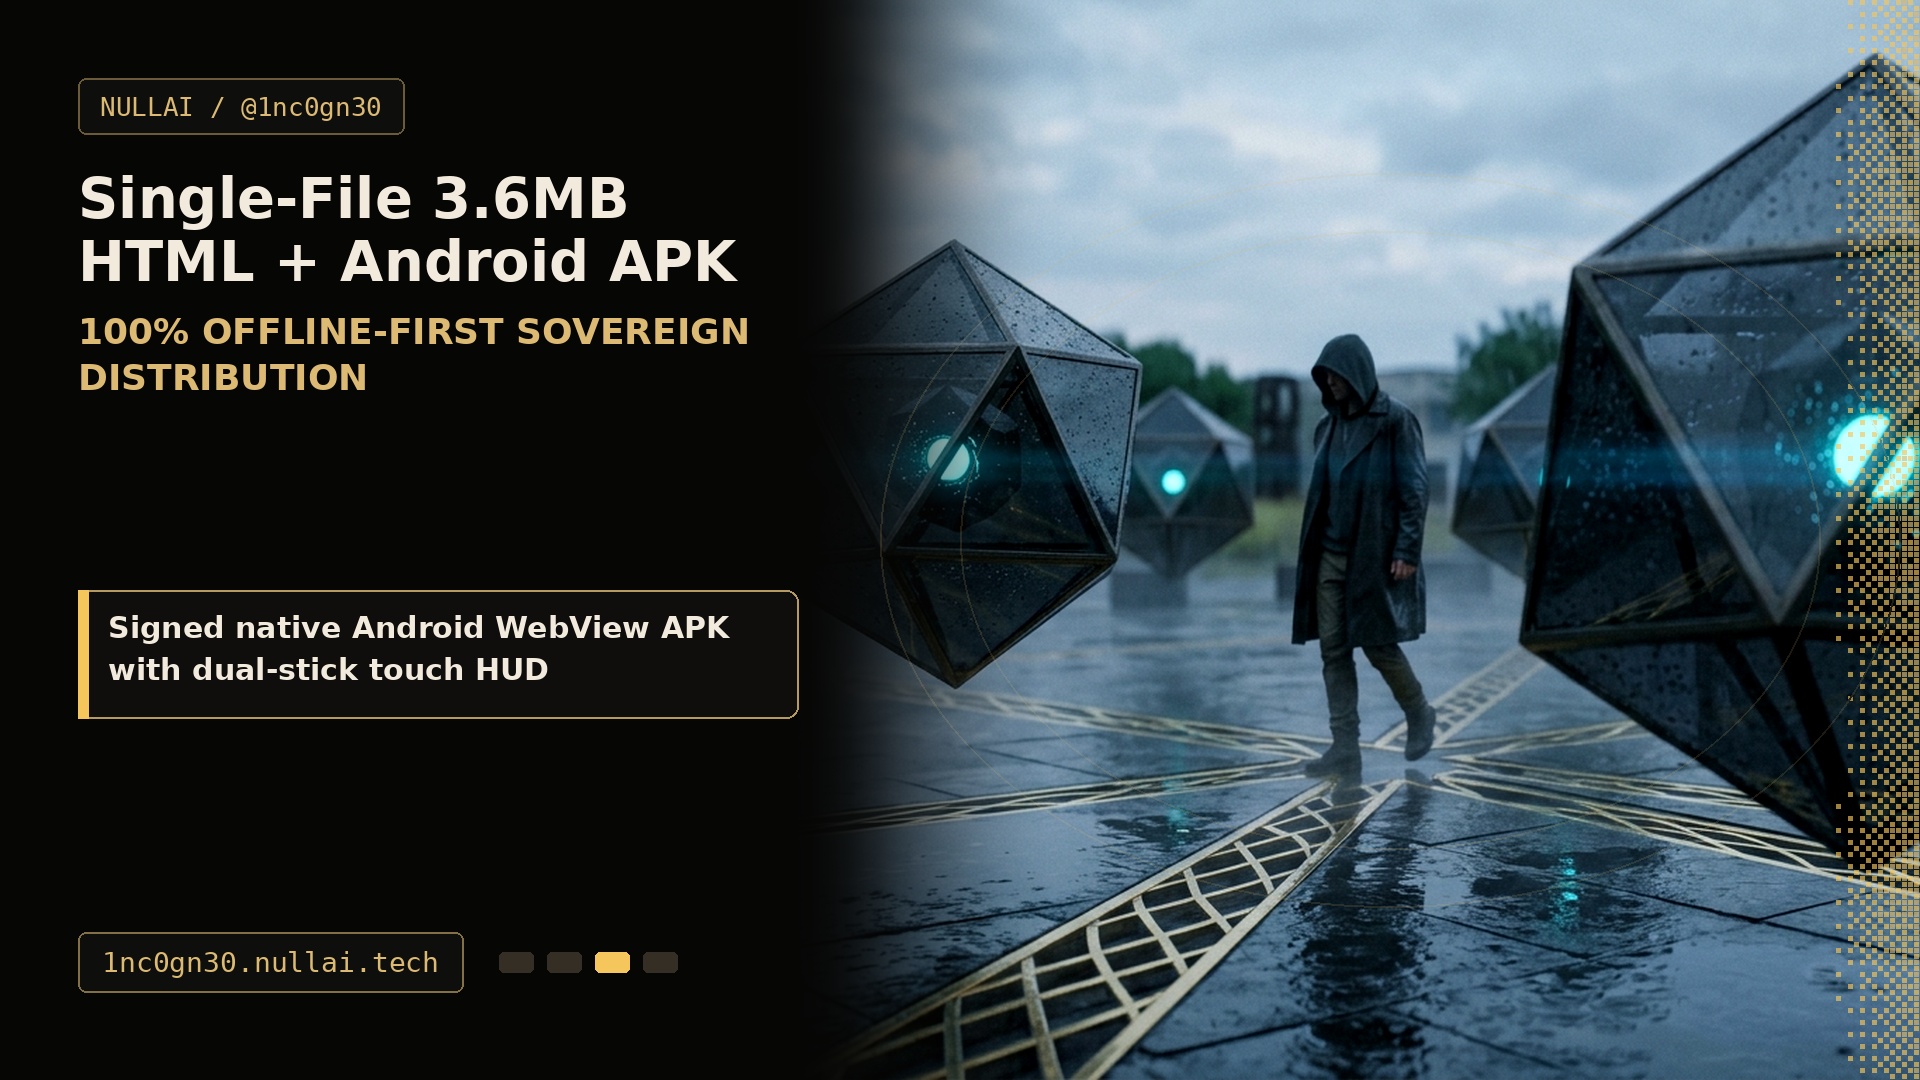 NULLAI / @1nc0gn30
Single-File 3.6MB
HTML + Android APK
100% OFFLINE-FIRST SOVEREIGN
DISTRIBUTION
Signed native Android WebView APK
with dual-stick touch HUD
1nc0gn30.nullai.tech